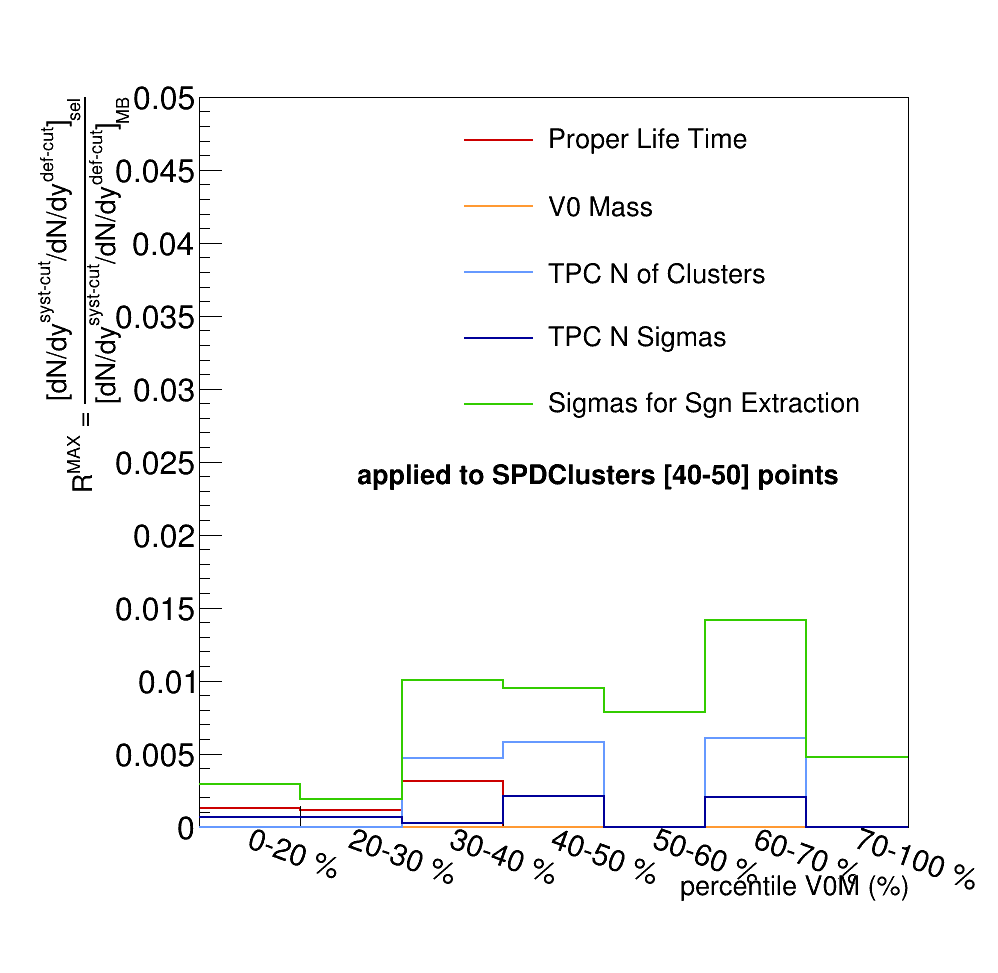 R^MAX = [dN/dy^syst-cut/dN/dy^def-cut]_sel
[dN/dy^syst-cut/dN/dy^def-cut]_MB
0.05
0.045
0.04
0.035
0.03
0.025
0.02
0.015
0.01
0.005
0
Proper Life Time
V0 Mass
TPC N of Clusters
TPC N Sigmas
Sigmas for Sgn Extraction
applied to SPDClusters [40-50] points
0-20 %
20-30 %
30-40 %
40-50 %
50-60 %
60-70 %
70-100 %
percentile V0M (%)